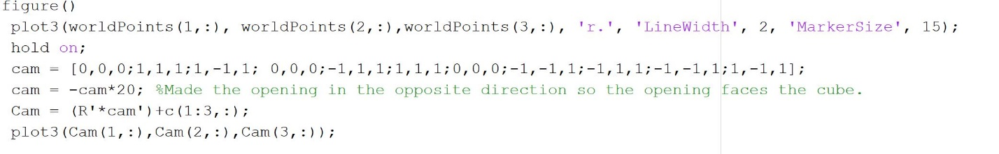 figure()
plot3(worldPoints(1,:), worldPoints(2,:),worldPoints(3,:), 'r.', 'LineWidth', 2, 'MarkerSize', 15);
hold on;
cam = [0,0,0;1,1,1;1,-1,1; 0,0,0;-1,1,1;1,1,1;0,0,0;-1,-1,1;-1,1,1;-1,-1,1;1,-1,1];
cam = -cam*20; %Made the opening in the opposite direction so the opening faces the cube.
Cam = (R'*cam')+c(1:3,:);
plot3(Cam(1,:),Cam(2,:),Cam(3,:));